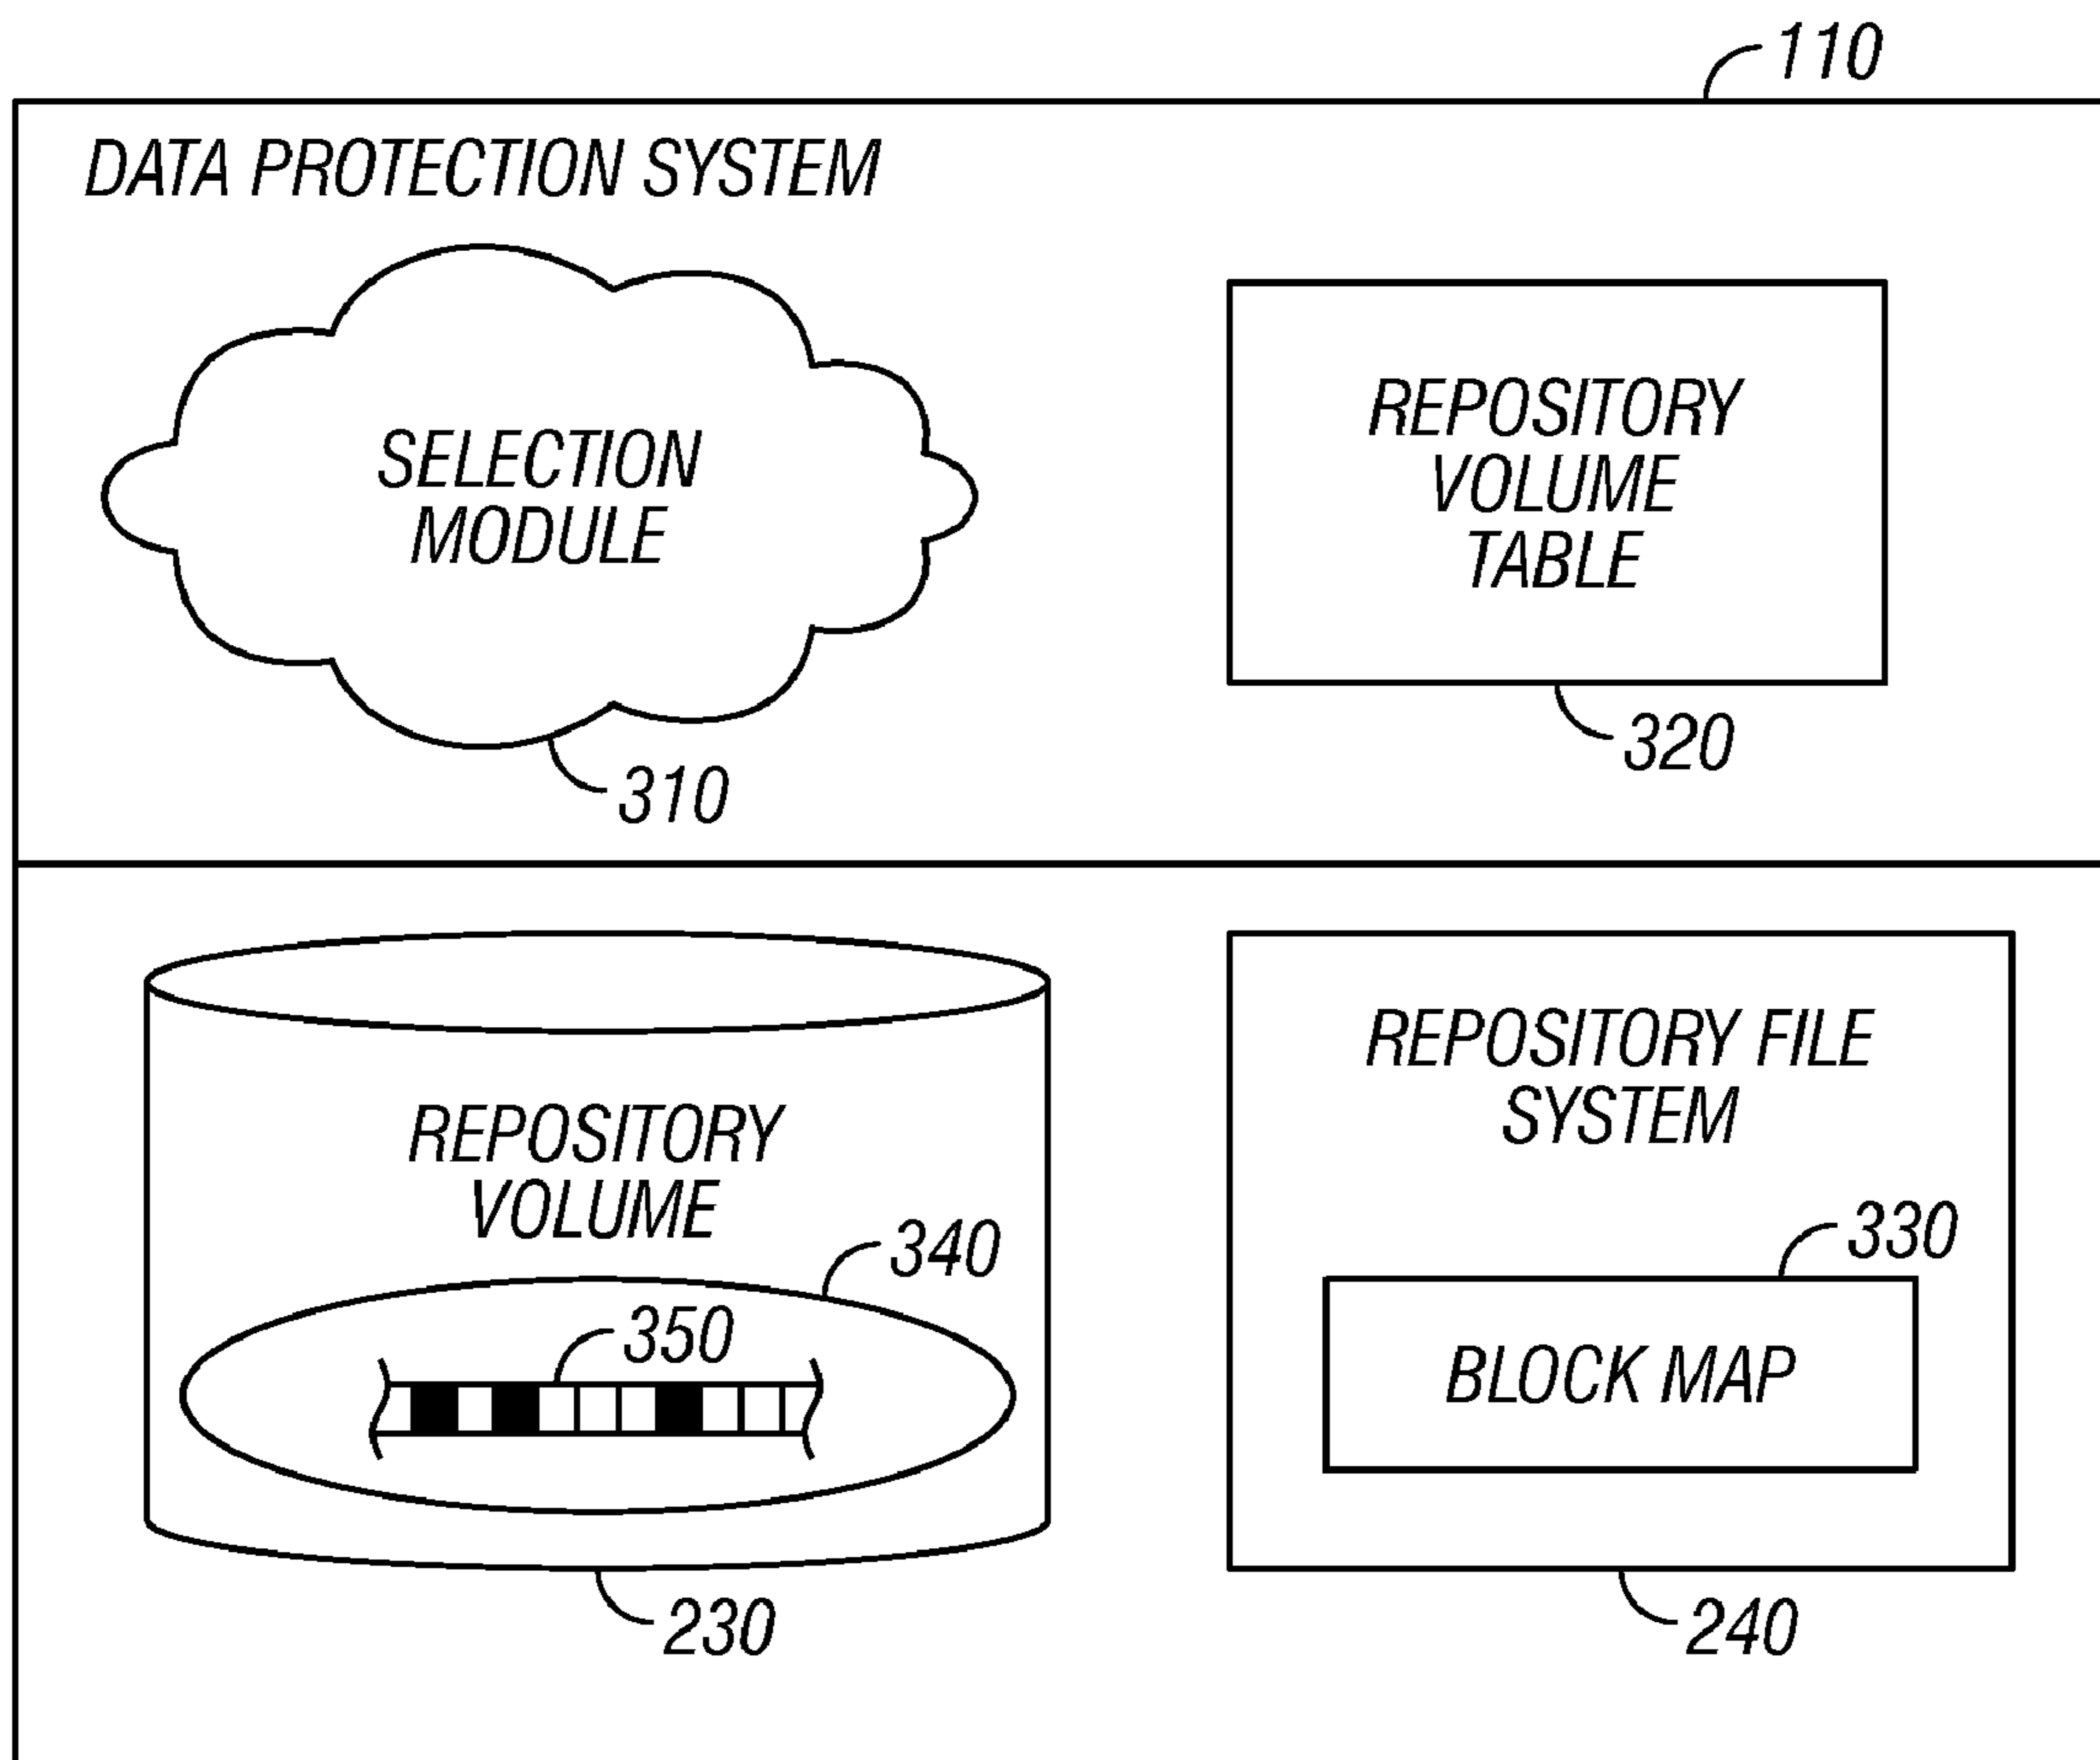 110
DATA PROTECTION SYSTEM
SELECTION
MODULE
310
REPOSITORY
VOLUME
TABLE
320
REPOSITORY
VOLUME
340
350
230
REPOSITORY FILE
SYSTEM
330
BLOCK MAP
240